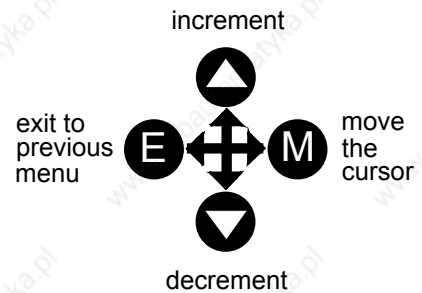 increment
exit to
previous
menu
E
M
move
the
cursor
decrement